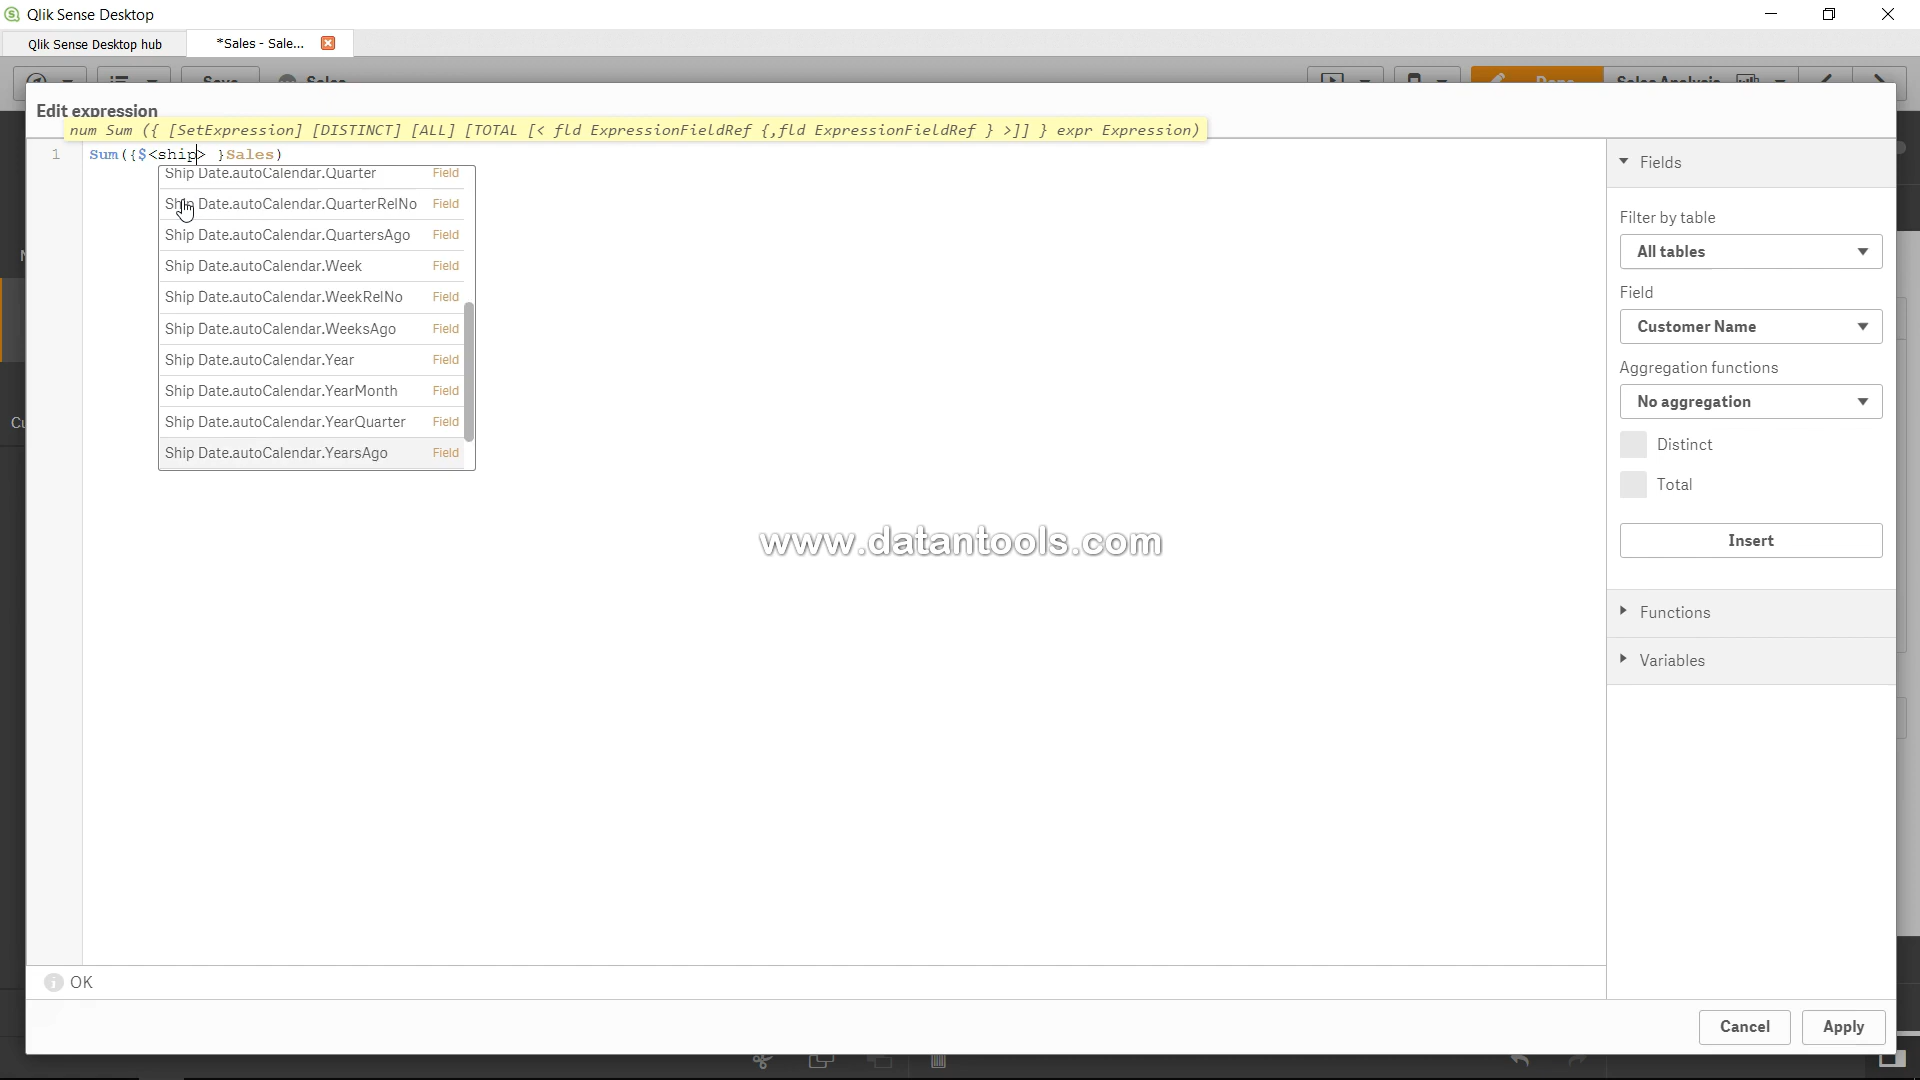 Qlik Sense Desktop
Qlik Sense Desktop hub
*Sales - Sale...
Save
Sales
Done
Sales Analysis
Edit expression
num Sum ({ [SetExpression] [DISTINCT] [ALL] [TOTAL [< fld ExpressionFieldRef {,fld ExpressionFieldRef } >]] } expr Expression)
1 Sum({$<ship> }Sales)
Ship Date.autoCalendar.Quarter Field
Ship Date.autoCalendar.QuarterRelNo Field
Ship Date.autoCalendar.QuartersAgo Field
Ship Date.autoCalendar.Week Field
Ship Date.autoCalendar.WeekRelNo Field
Ship Date.autoCalendar.WeeksAgo Field
Ship Date.autoCalendar.Year Field
Ship Date.autoCalendar.YearMonth Field
Ship Date.autoCalendar.YearQuarter Field
Ship Date.autoCalendar.YearsAgo Field
www.datantools.com
Fields
Filter by table
All tables
Field
Customer Name
Aggregation functions
No aggregation
Distinct
Total
Insert
Functions
Variables
OK
Cancel
Apply